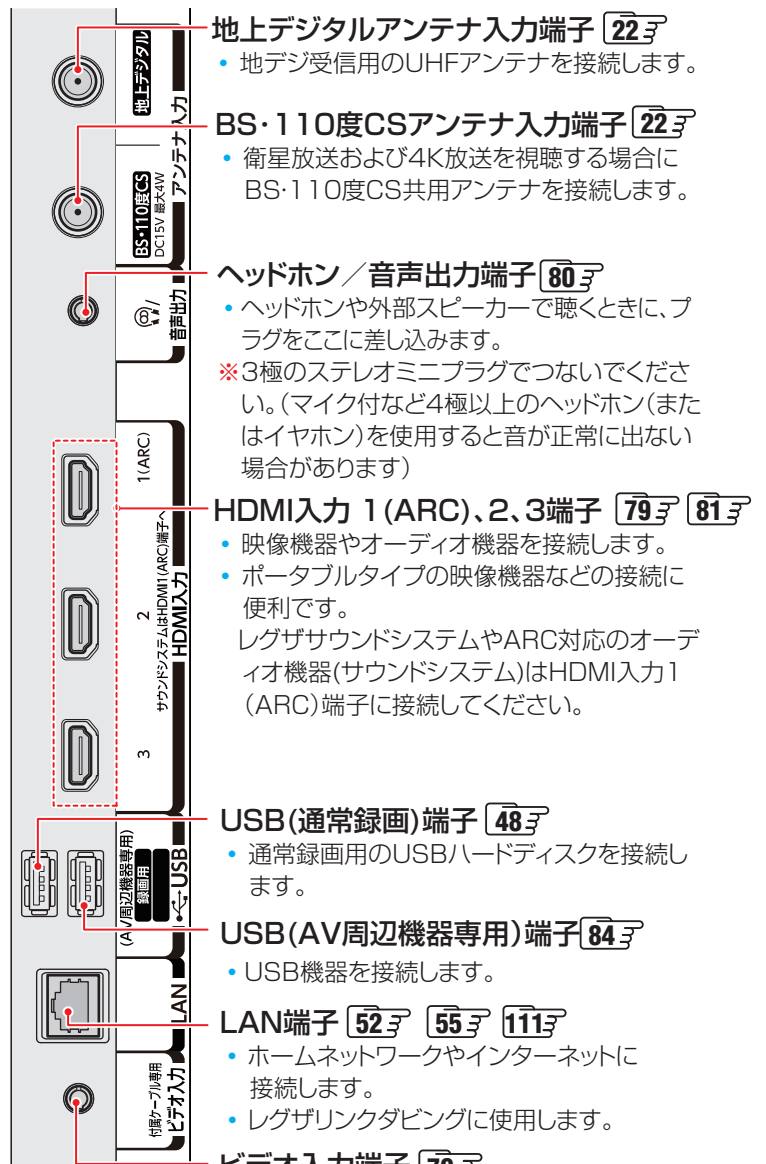 地上デジタルアンテナ入力端子 22
• 地デジ受信用のUHFアンテナを接続します。
BS・110度CSアンテナ入力端子 22
• 衛星放送および4K放送を視聴する場合に
BS・110度CS共用アンテナを接続します。
ヘッドホン／音声出力端子 80
• ヘッドホンや外部スピーカーで聴くときに、プ
ラグをここに差し込みます。
※3極のステレオミニプラグでつないでくださ
い。（マイク付など4極以上のヘッドホン（また
はイヤホン）を使用すると音が正常に出ない
場合があります）
HDMI入力 1（ARC）、2、3端子 79 81
• 映像機器やオーディオ機器を接続します。
• ポータブルタイプの映像機器などの接続に
便利です。
レグザサウンドシステムやARC対応のオーデ
ィオ機器(サウンドシステム)はHDMI入力1
（ARC）端子に接続してください。
USB(通常録画)端子 48
• 通常録画用のUSBハードディスクを接続し
ます。
USB(AV周辺機器専用)端子 84
• USB機器を接続します。
LAN端子 52 55 111
• ホームネットワークやインターネットに
接続します。
• レグザリンクダビングに使用します。
ビデオ入力端子
地上デジタル
BS・110度CS
DC15V 最大4W
アンテナ入力
/
音声出力
1(ARC)
2
3
サウンドシステムはHDMI1(ARC)端子へ
HDMI入力
(AV周辺機器専用)
録画用
USB
LAN
付属ケーブル専用
ビデオ入力